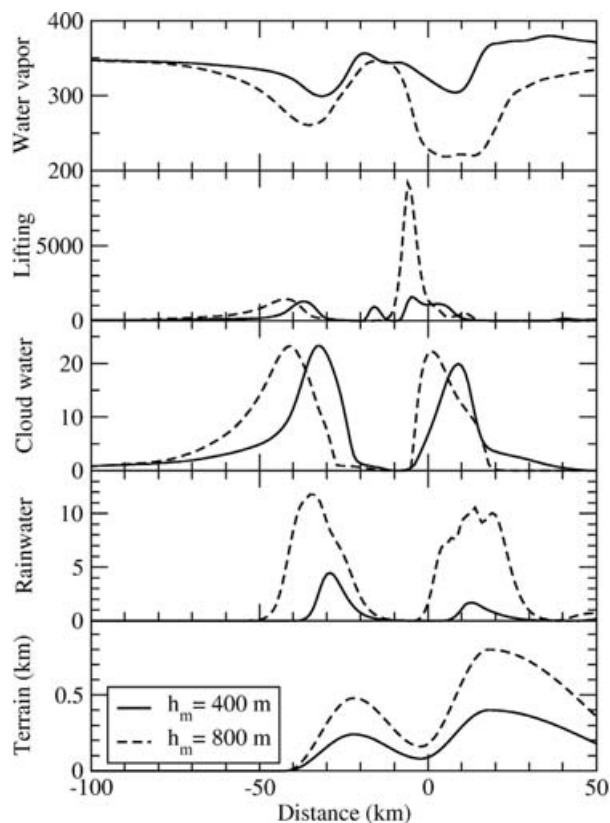 400
Water vapor
300
200
Lifting
5000
0
Cloud water
20
10
0
Rainwater
10
5
0
Terrain (km)
0.5
0
h_m = 400 m
h_m = 800 m
-100
-50
0
50
Distance (km)